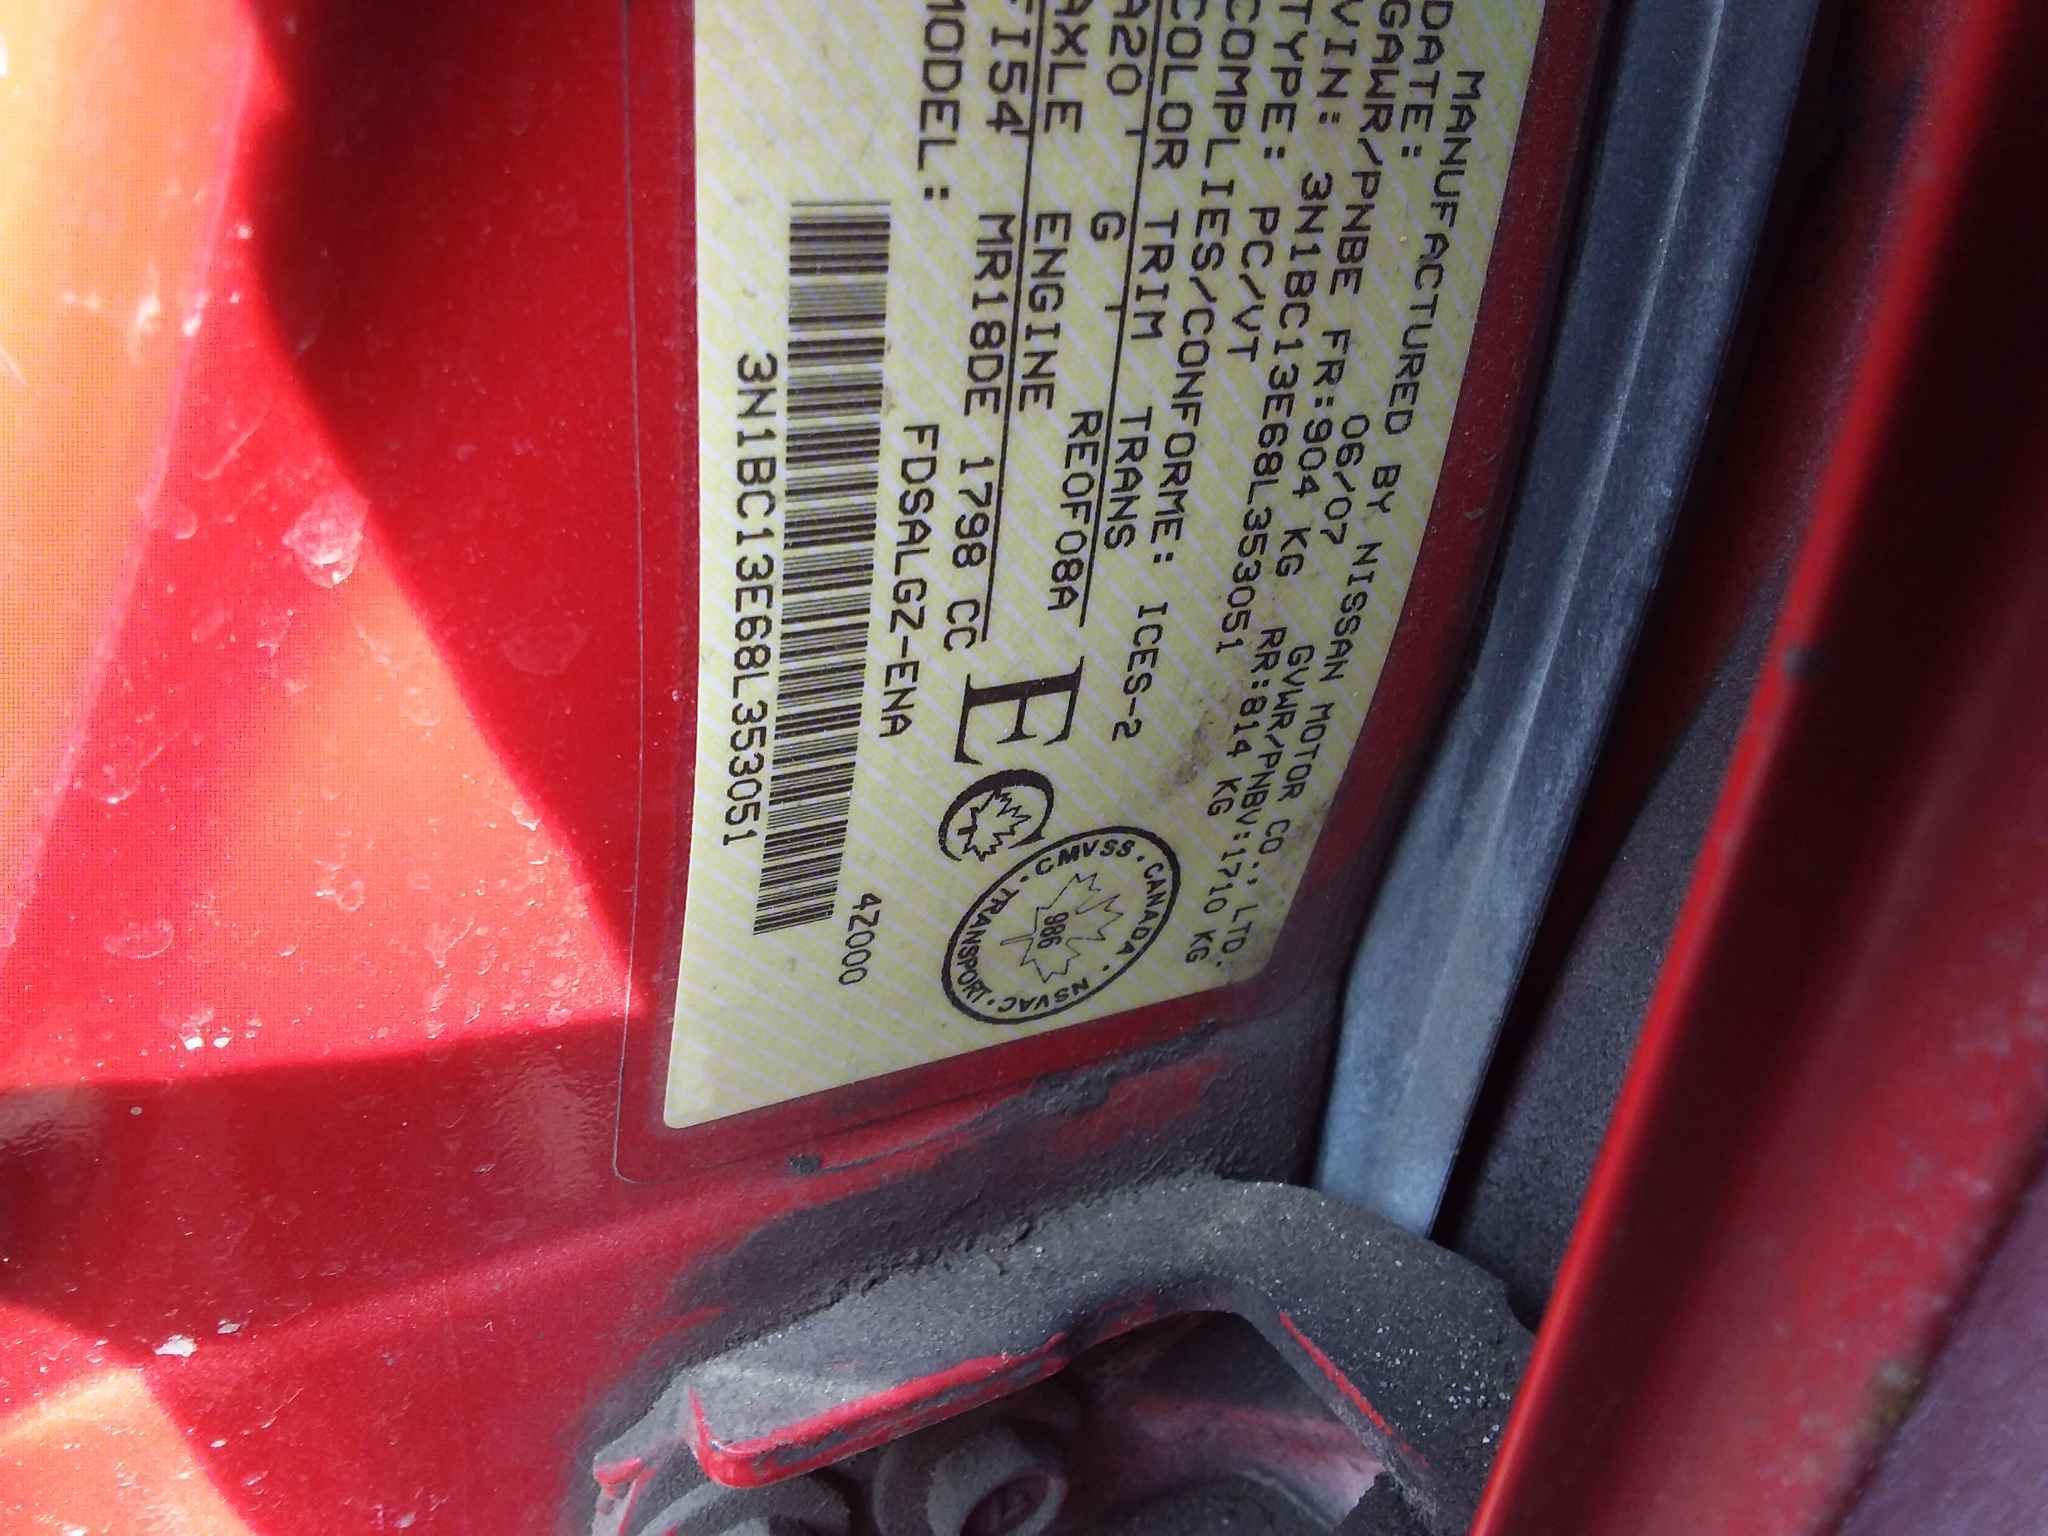 MANUFACTURED BY NISSAN MOTOR CO., LTD.
DATE: 06/07 GVWR/PNBV:1710 KG
GAWR/PNBE FR:904 KG RR:814 KG
VIN: 3N1BC13E68L353051
TYPE: PC/VT
COMPLIES/CONFORME: ICES-2
COLOR TRIM TRANS
A20 G REOF08A
AXLE ENGINE
FI54 MR18DE 1798 CC
MODEL: FDSALGZ-ENA
4Z000
3N1BC13E68L353051
E
C
CMVSS · CANADA · NSVAC · TRANSPORT ·
986